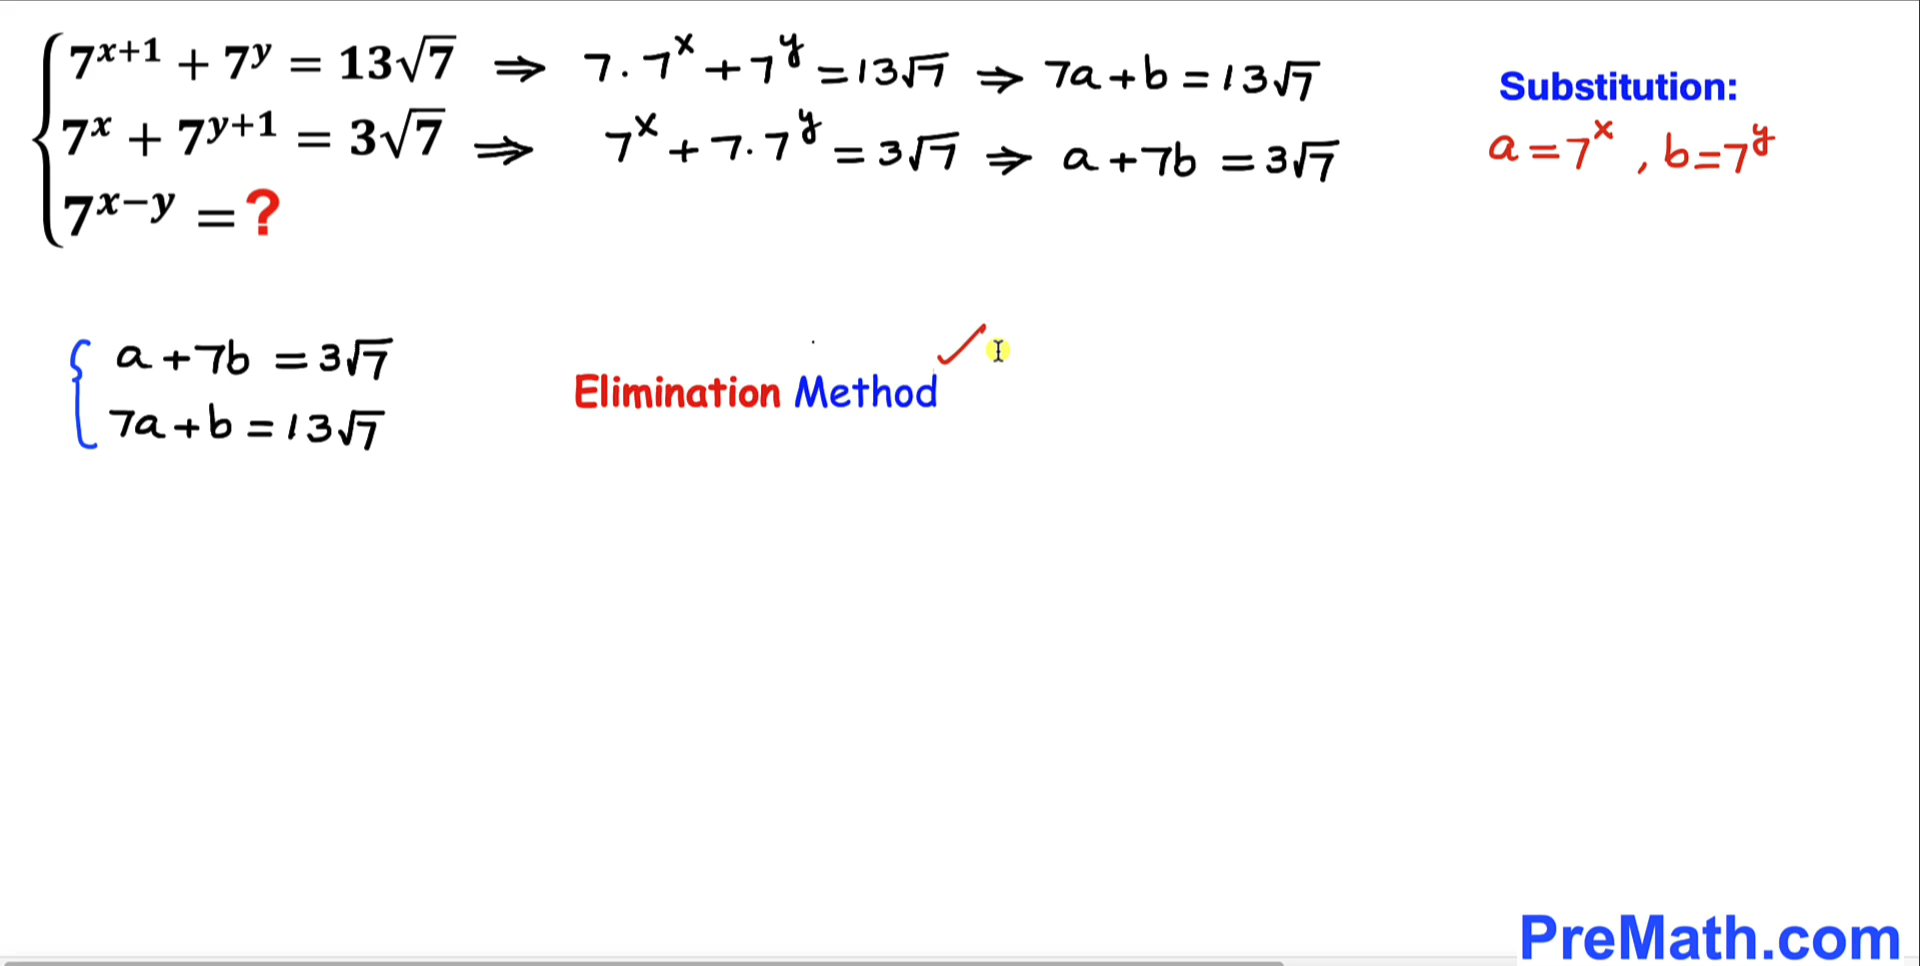 7^{x+1} + 7^y = 13√7 ⇒ 7·7^x + 7^y = 13√7 ⇒ 7a + b = 13√7
7^x + 7^{y+1} = 3√7 ⇒ 7^x + 7·7^y = 3√7 ⇒ a + 7b = 3√7
7^{x−y} = ?
Substitution:
a = 7^x , b = 7^y
a + 7b = 3√7
7a + b = 13√7
Elimination Method
PreMath.com